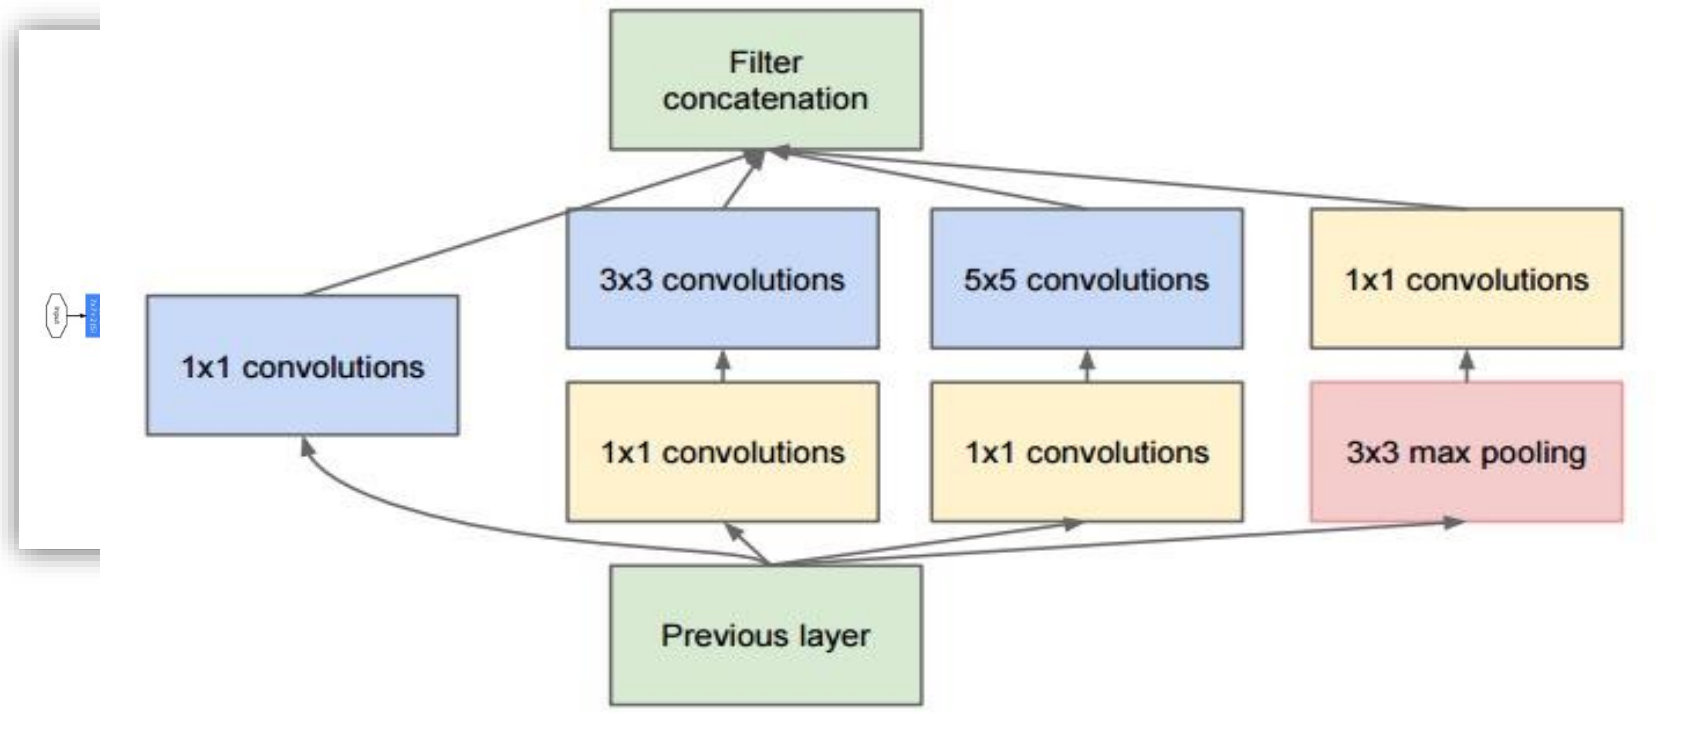 Filter
concatenation
3x3 convolutions
5x5 convolutions
1x1 convolutions
1x1 convolutions
1x1 convolutions
1x1 convolutions
3x3 max pooling
Previous layer
input